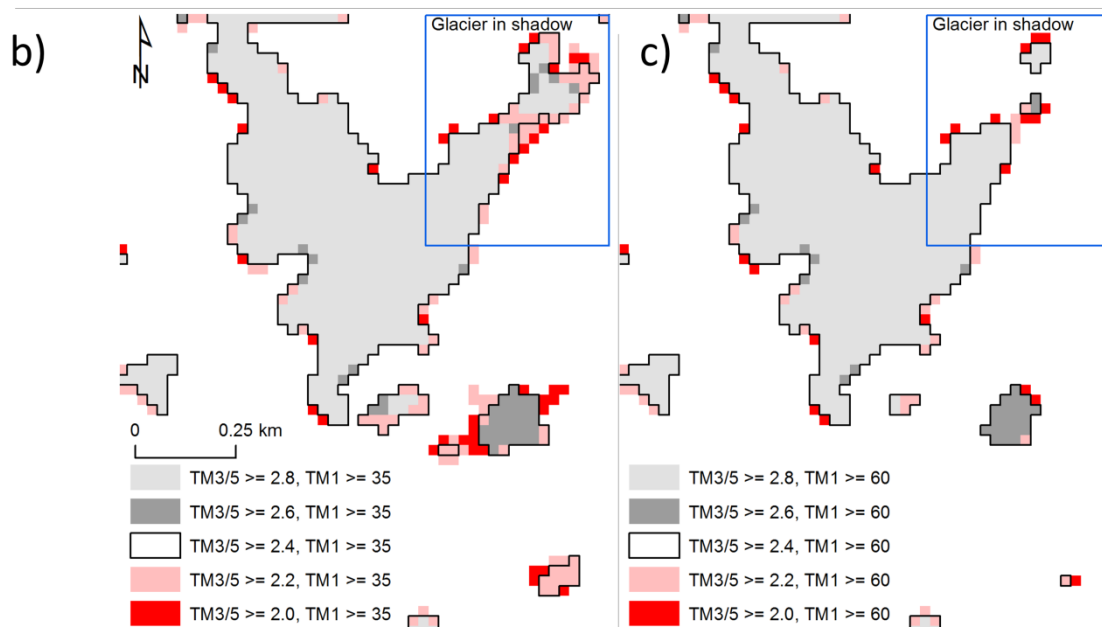 b)
N
Glacier in shadow
0 0.25 km
TM3/5 >= 2.8, TM1 >= 35
TM3/5 >= 2.6, TM1 >= 35
TM3/5 >= 2.4, TM1 >= 35
TM3/5 >= 2.2, TM1 >= 35
TM3/5 >= 2.0, TM1 >= 35
c)
Glacier in shadow
TM3/5 >= 2.8, TM1 >= 60
TM3/5 >= 2.6, TM1 >= 60
TM3/5 >= 2.4, TM1 >= 60
TM3/5 >= 2.2, TM1 >= 60
TM3/5 >= 2.0, TM1 >= 60